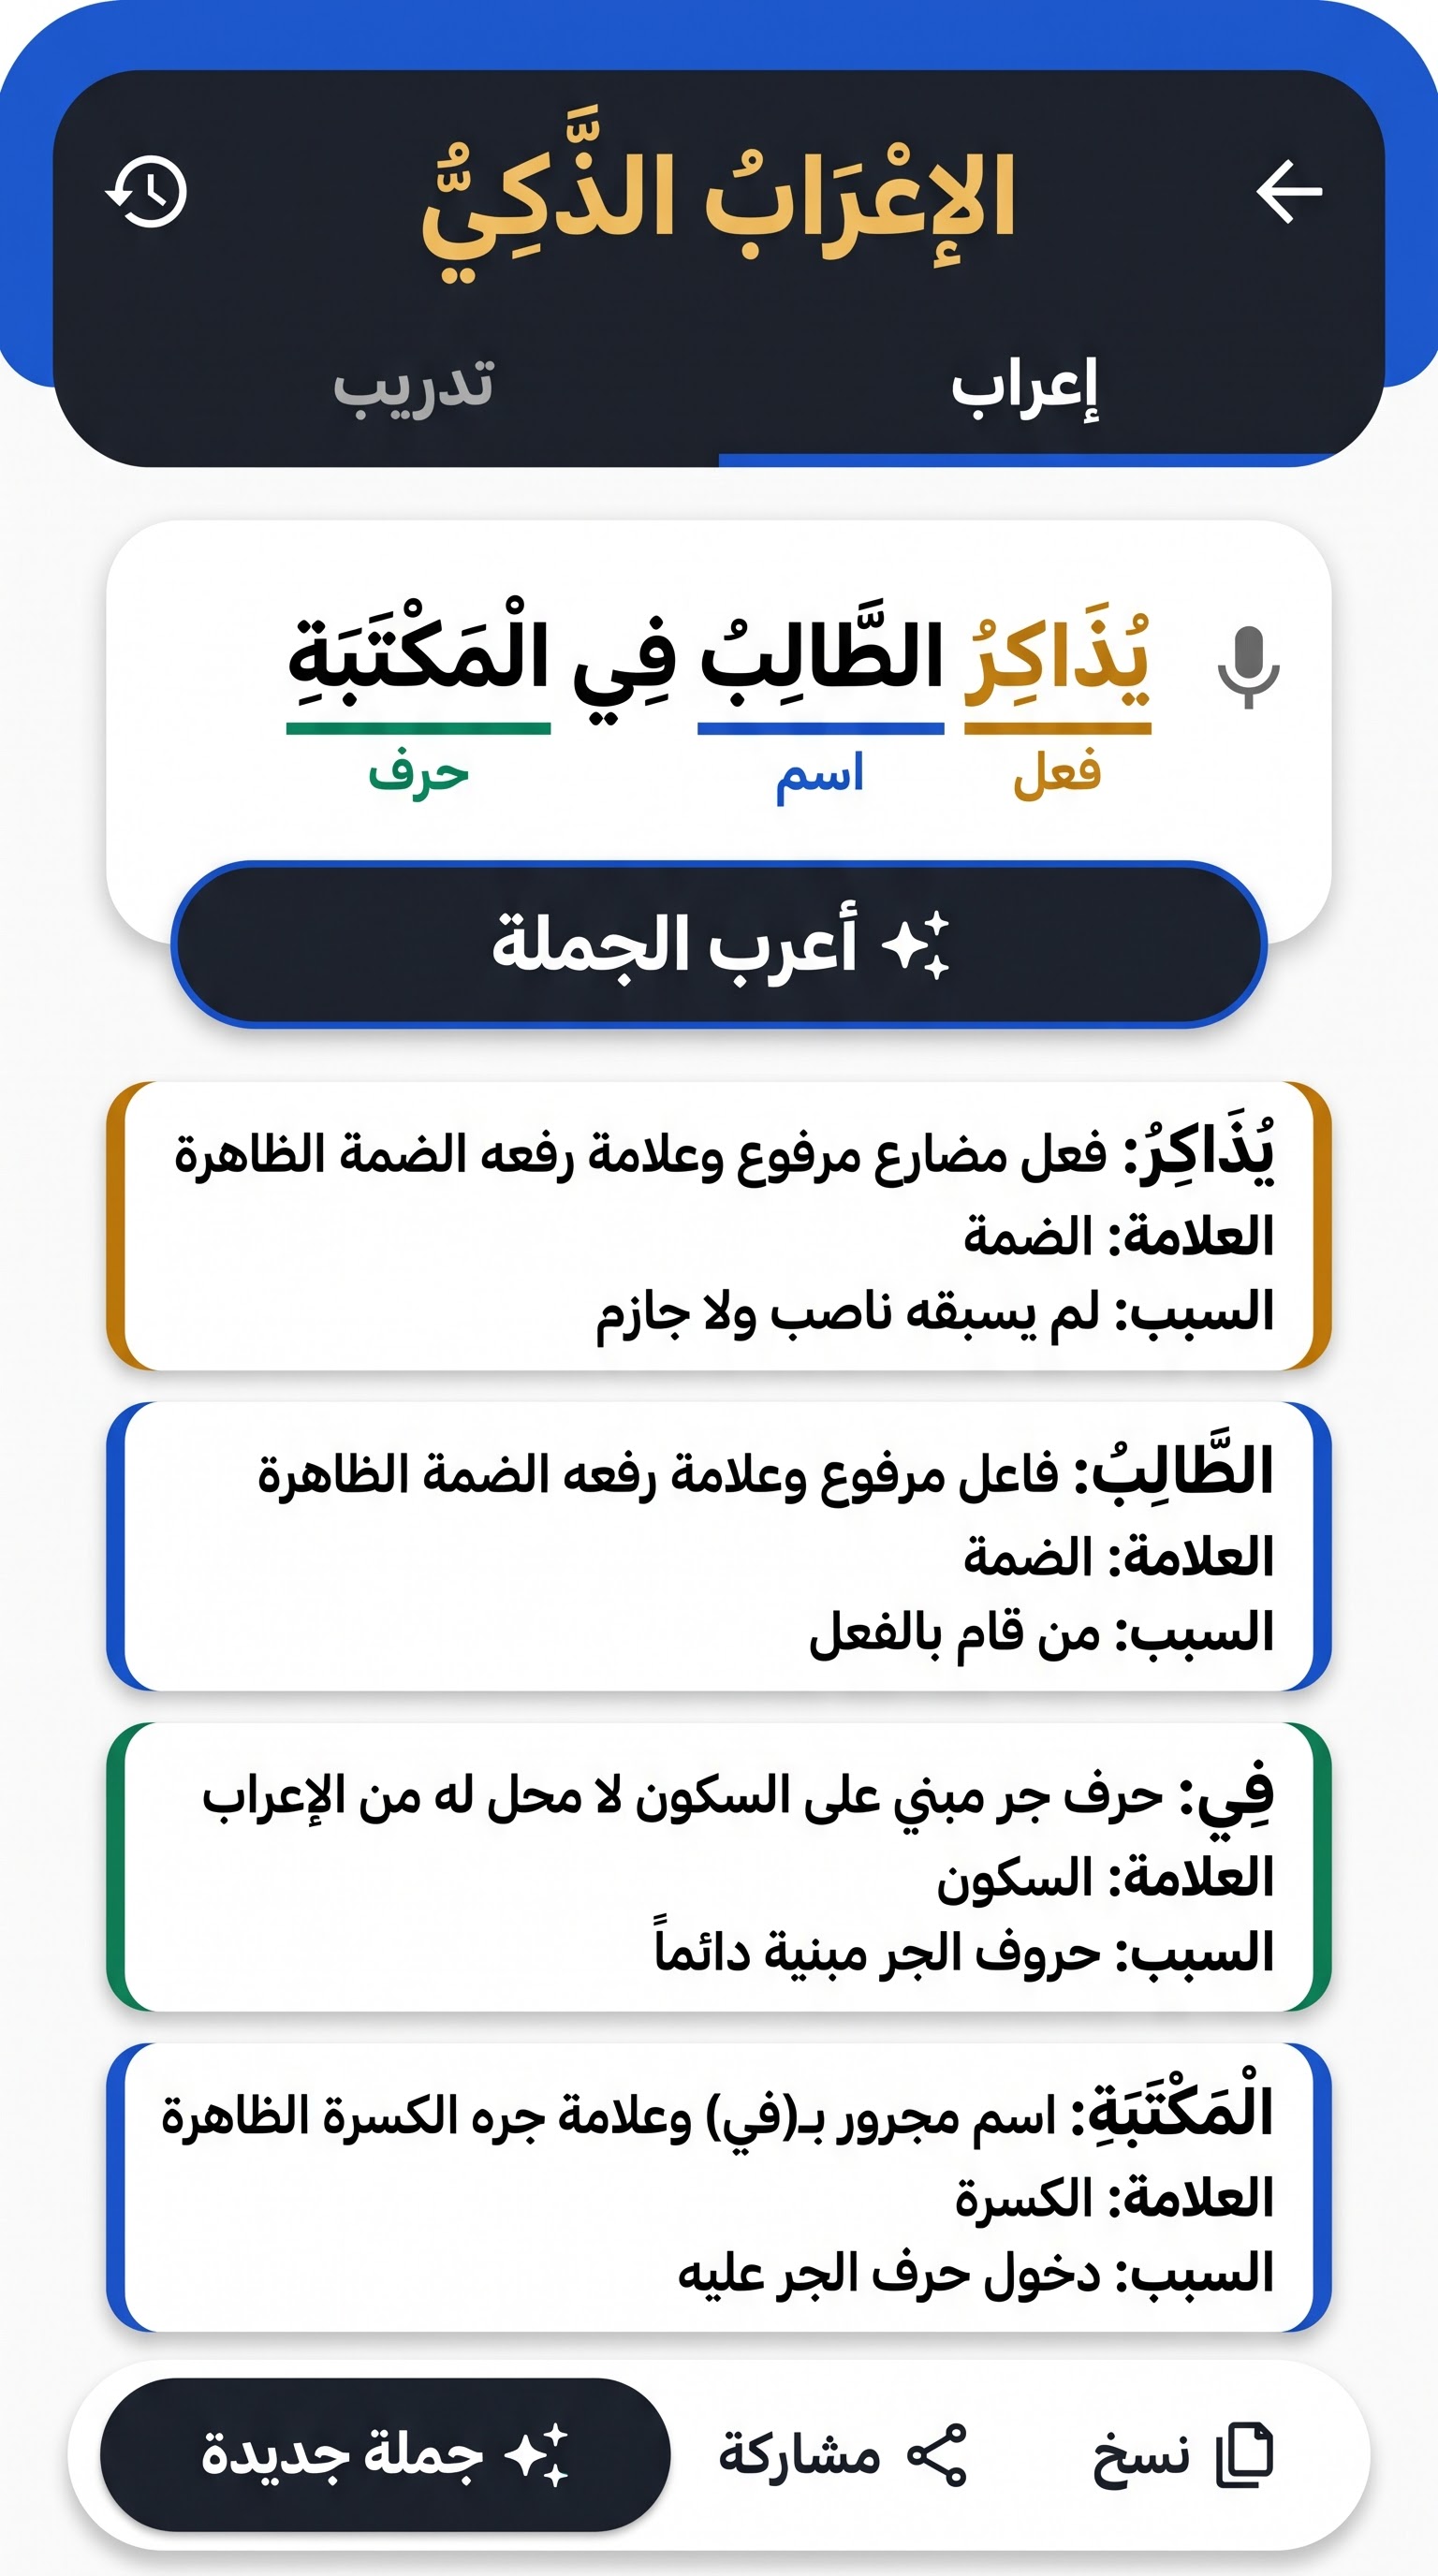 الإعْرَابُ الذَّكِيُّ
إعراب
تدريب
يُذَاكِرُ الطَّالِبُ فِي الْمَكْتَبَةِ
فعل اسم حرف
أعرب الجملة
يُذَاكِرُ: فعل مضارع مرفوع وعلامة رفعه الضمة الظاهرة
العلامة: الضمة
السبب: لم يسبقه ناصب ولا جازم
الطَّالِبُ: فاعل مرفوع وعلامة رفعه الضمة الظاهرة
العلامة: الضمة
السبب: من قام بالفعل
فِي: حرف جر مبني على السكون لا محل له من الإعراب
العلامة: السكون
السبب: حروف الجر مبنية دائماً
الْمَكْتَبَةِ: اسم مجرور بـ(في) وعلامة جره الكسرة الظاهرة
العلامة: الكسرة
السبب: دخول حرف الجر عليه
نسخ
مشاركة
جملة جديدة